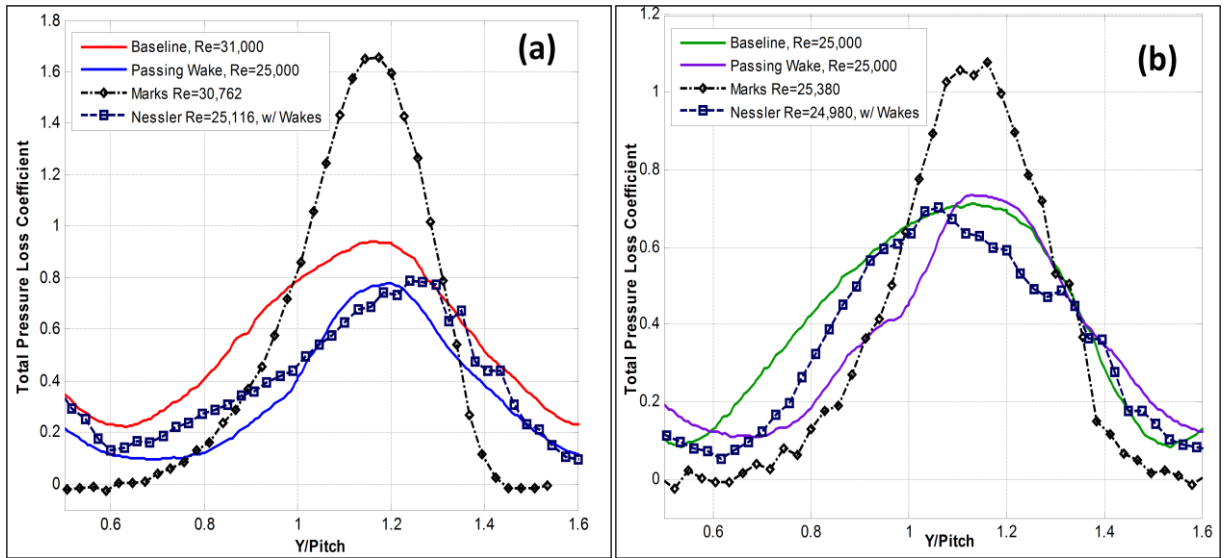 (a)
Baseline, Re=31,000
Passing Wake, Re=25,000
Marks Re=30,762
Nessler Re=25,116, w/ Wakes
Total Pressure Loss Coefficient
1.8
1.6
1.4
1.2
1
0.8
0.6
0.4
0.2
0
0.6
0.8
1
1.2
1.4
1.6
Y/Pitch
(b)
Baseline, Re=25,000
Passing Wake, Re=25,000
Marks Re=25,380
Nessler Re=24,980, w/ Wakes
Total Pressure Loss Coefficient
1.2
1
0.8
0.6
0.4
0.2
0
0.6
0.8
1
1.2
1.4
1.6
Y/Pitch